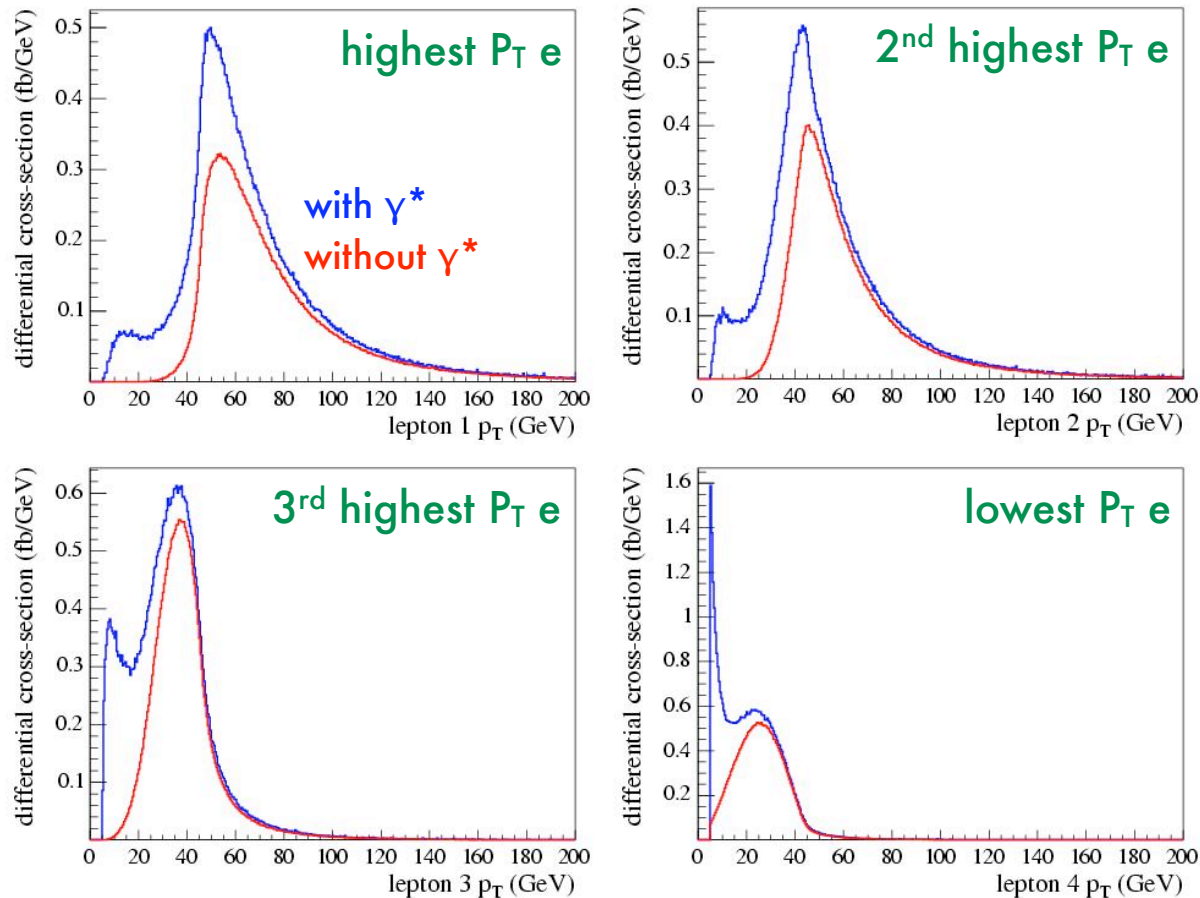 differential cross-section (fb/GeV)
0.5
0.4
0.3
0.2
0.1
highest P_T e
with γ*
without γ*
0 20 40 60 80 100 120 140 160 180 200
lepton 1 p_T (GeV)
differential cross-section (fb/GeV)
0.5
0.4
0.3
0.2
0.1
0
2nd highest P_T e
0 20 40 60 80 100 120 140 160 180 200
lepton 2 p_T (GeV)
differential cross-section (fb/GeV)
0.6
0.5
0.4
0.3
0.2
0.1
3rd highest P_T e
0 20 40 60 80 100 120 140 160 180 200
lepton 3 p_T (GeV)
differential cross-section (fb/GeV)
1.6
1.4
1.2
1
0.8
0.6
0.4
0.2
lowest P_T e
0 20 40 60 80 100 120 140 160 180 200
lepton 4 p_T (GeV)